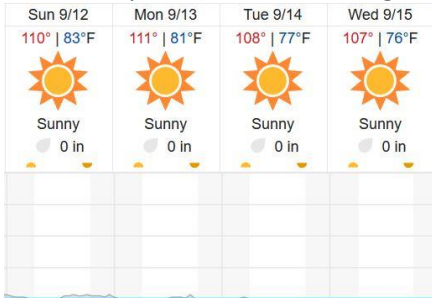 Sun 9/12 Mon 9/13 Tue 9/14 Wed 9/15
110° | 83°F 111° | 81°F 108° | 77°F 107° | 76°F
Sunny Sunny Sunny Sunny
0 in 0 in 0 in 0 in